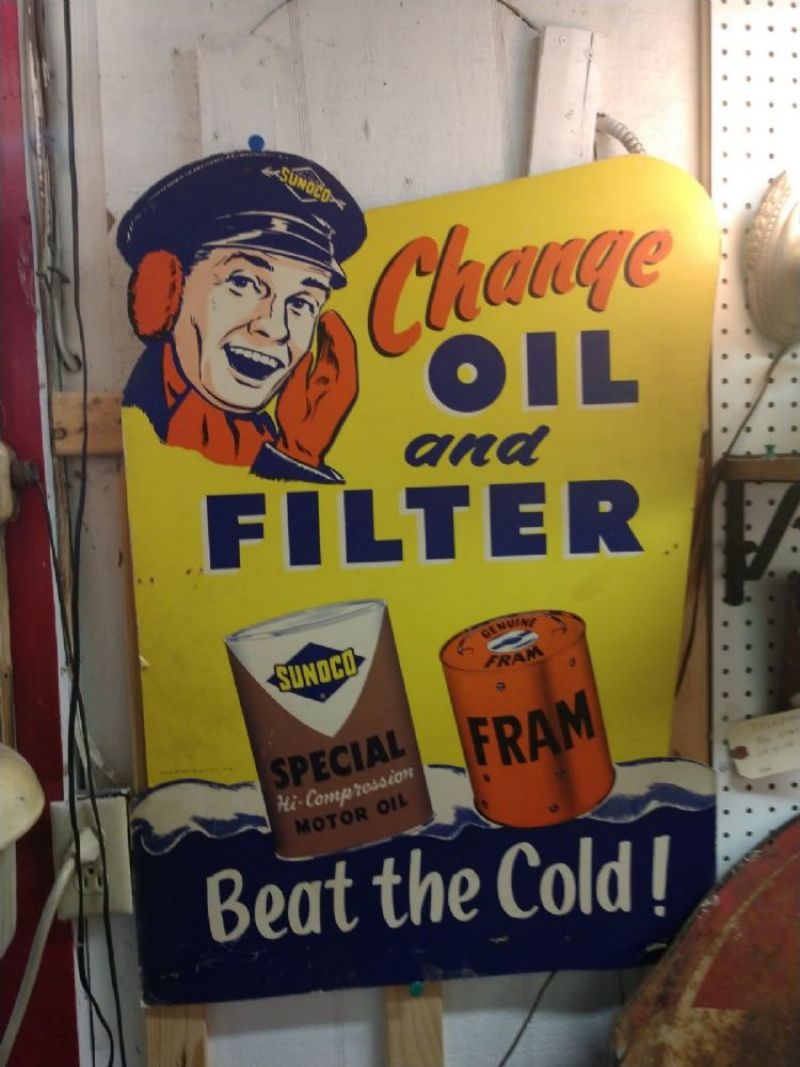 SUNOCO
Change
OIL
and
FILTER
SUNOCO
SPECIAL
Hi-Compression
MOTOR OIL
GENUINE
FRAM
FRAM
Beat the Cold!